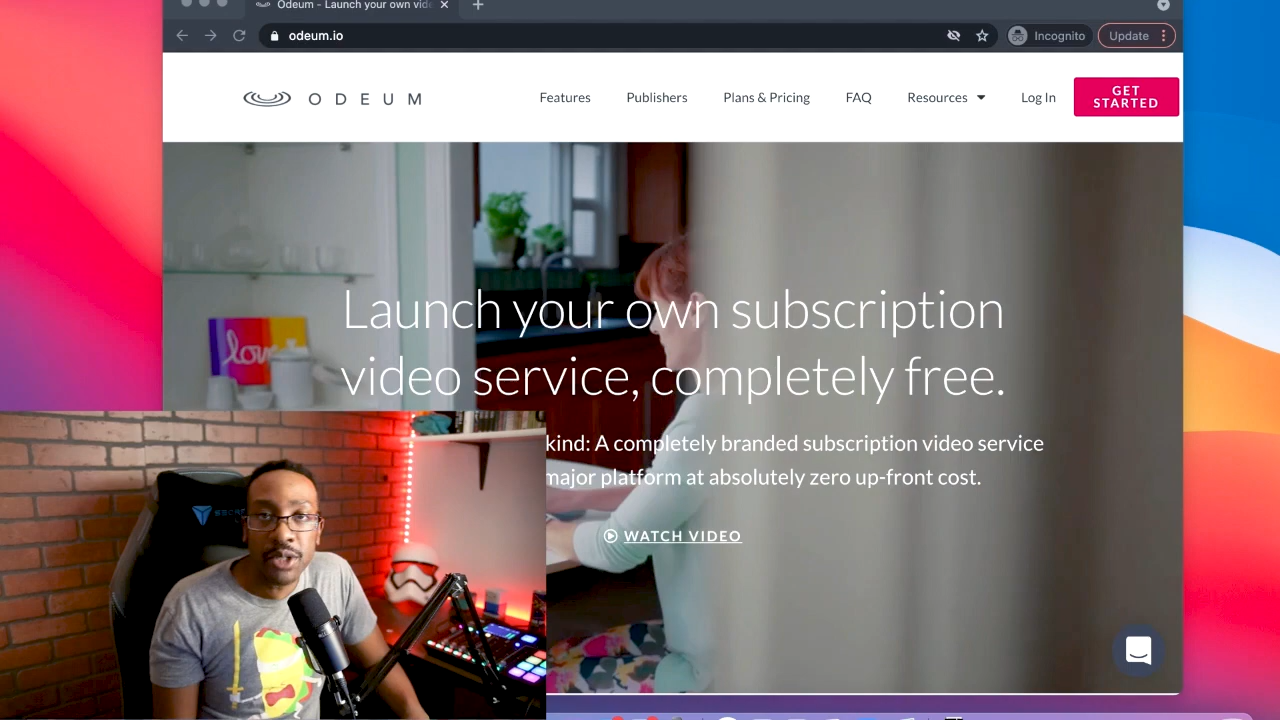 Odeum - Launch your own vide
odeum.io
Incognito
Update
ODEUM
Features
Publishers
Plans & Pricing
FAQ
Resources
Log In
GET
STARTED
Launch your own subscription
video service, completely free.
kind: A completely branded subscription video service
major platform at absolutely zero up-front cost.
WATCH VIDEO